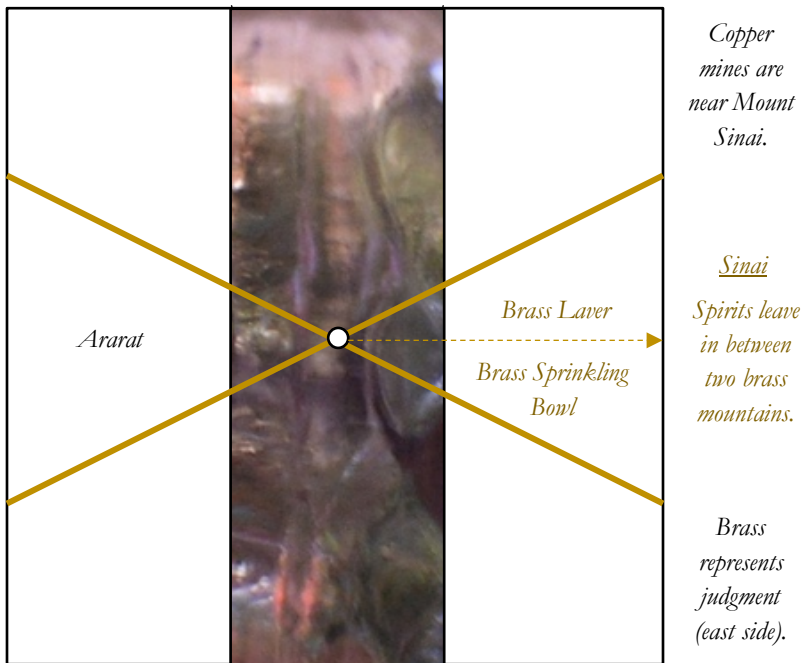 Copper
mines are
near Mount
Sinai.
Ararat
Brass Laver
Brass Sprinkling
Bowl
Sinai
Spirits leave
in between
two brass
mountains.
Brass
represents
judgment
(east side).